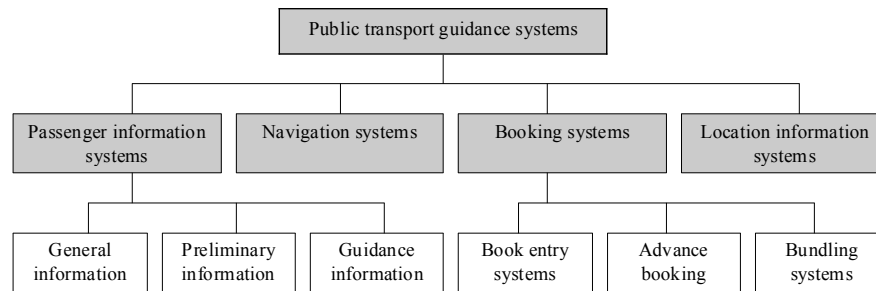 Public transport guidance systems
Passenger information
systems
Navigation systems
Booking systems
Location information
systems
General
information
Preliminary
information
Guidance
information
Book entry
systems
Advance
booking
Bundling
systems